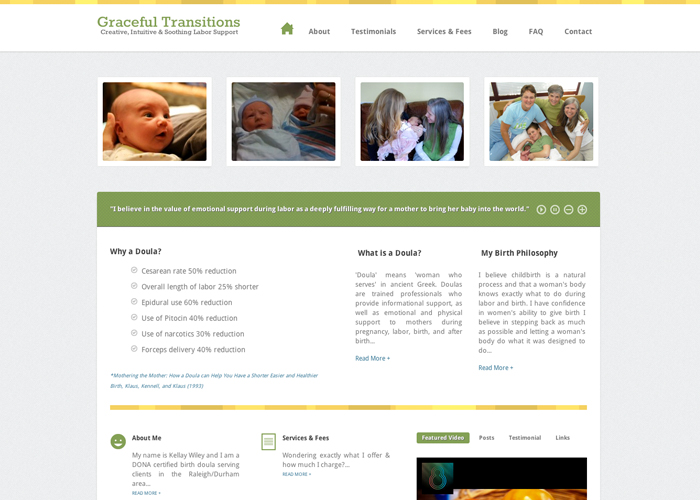 Graceful Transitions
Creative, Intuitive & Soothing Labor Support
About Testimonials Services & Fees Blog FAQ Contact
"I believe in the value of emotional support during labor as a deeply fulfilling way for a mother to bring her baby into the world."
Why a Doula?
Cesarean rate 50% reduction
Overall length of labor 25% shorter
Epidural use 60% reduction
Use of Pitocin 40% reduction
Use of narcotics 30% reduction
Forceps delivery 40% reduction
*Mothering the Mother: How a Doula can Help You Have a Shorter Easier and Healthier
Birth, Klaus, Kennell, and Klaus (1993)
What is a Doula?
'Doula' means 'woman who
serves' in ancient Greek. Doulas
are trained professionals who
provide informational support, as
well as emotional and physical
support to mothers during
pregnancy, labor, birth, and after
birth...
Read More +
My Birth Philosophy
I believe childbirth is a natural
process and that a woman's body
knows exactly what to do during
labor and birth. I have confidence
in women's ability to give birth I
believe in stepping back as much
as possible and letting a woman's
body do what it was designed to
do...
Read More +
About Me
My name is Kellay Wiley and I am a
DONA certified birth doula serving
clients in the Raleigh/Durham
area...
READ MORE +
Services & Fees
Wondering exactly what I offer &
how much I charge?...
READ MORE +
Featured Video Posts Testimonial Links